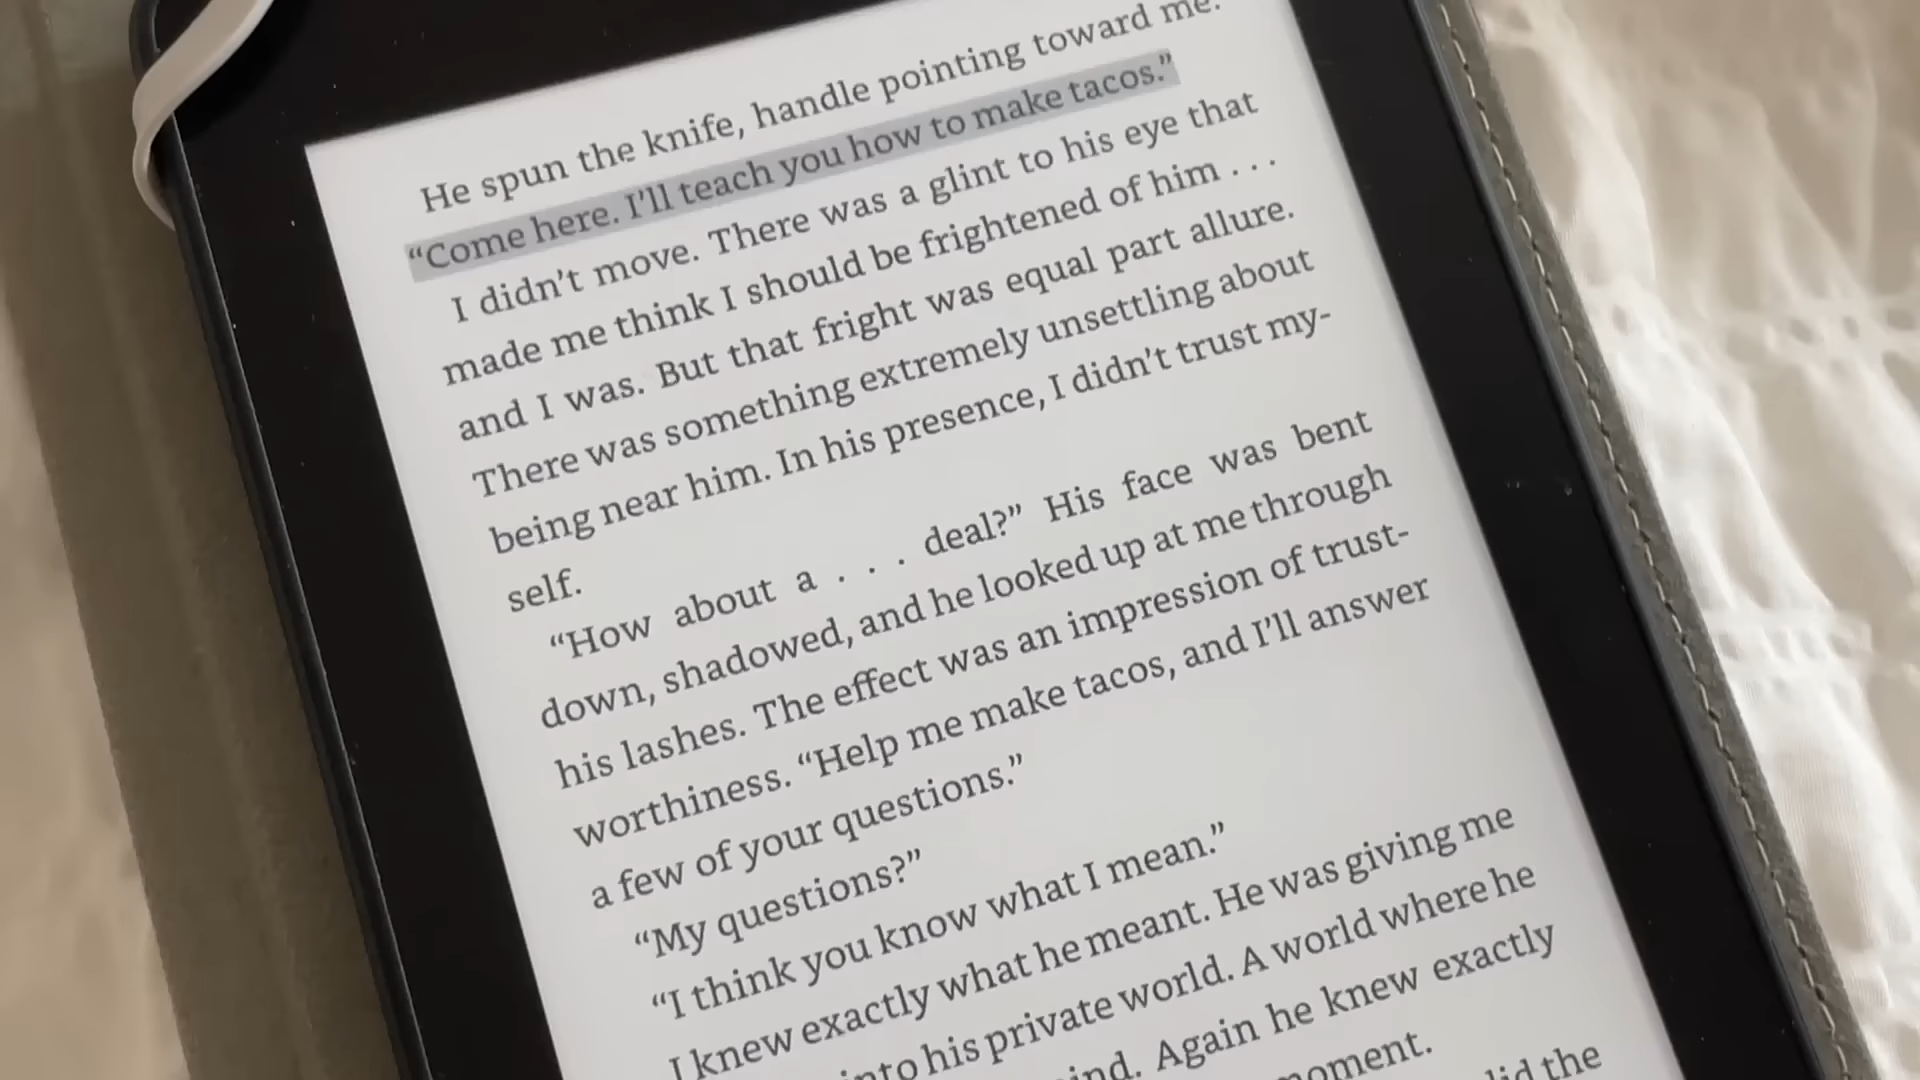 He spun the knife, handle pointing toward me.
“Come here. I’ll teach you how to make tacos.”
I didn’t move. There was a glint to his eye that
made me think I should be frightened of him . . .
and I was. But that fright was equal part allure.
There was something extremely unsettling about
being near him. In his presence, I didn’t trust my-
self.
“How about a . . . deal?” His face was bent
down, shadowed, and he looked up at me through
his lashes. The effect was an impression of trust-
worthiness. “Help me make tacos, and I’ll answer
a few of your questions.”
“My questions?”
“I think you know what I mean.”
I knew exactly what he meant. He was giving me
into his private world. A world where he
Again he knew exactly
moment.
did the